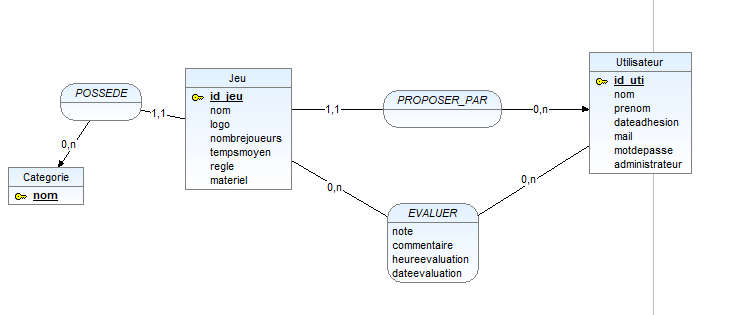 POSSEDE
1,1
0,n
Categorie
nom
Jeu
id_jeu
nom
logo
nombrejoueurs
tempsmoyen
regle
materiel
1,1
PROPOSER_PAR
0,n
Utilisateur
id_uti
nom
prenom
dateadhesion
mail
motdepasse
administrateur
0,n
EVALUER
note
commentaire
heureevaluation
dateevaluation
0,n